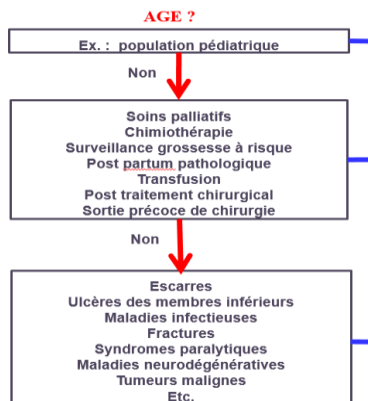 AGE ?
Ex. : population pédiatrique
Non
Soins palliatifs
Chimiothérapie
Surveillance grossesse à risque
Post partum pathologique
Transfusion
Post traitement chirurgical
Sortie précoce de chirurgie
Non
Escarres
Ulcères des membres inférieurs
Maladies infectieuses
Fractures
Syndromes paralytiques
Maladies neurodégénératives
Tumeurs malignes
Etc.